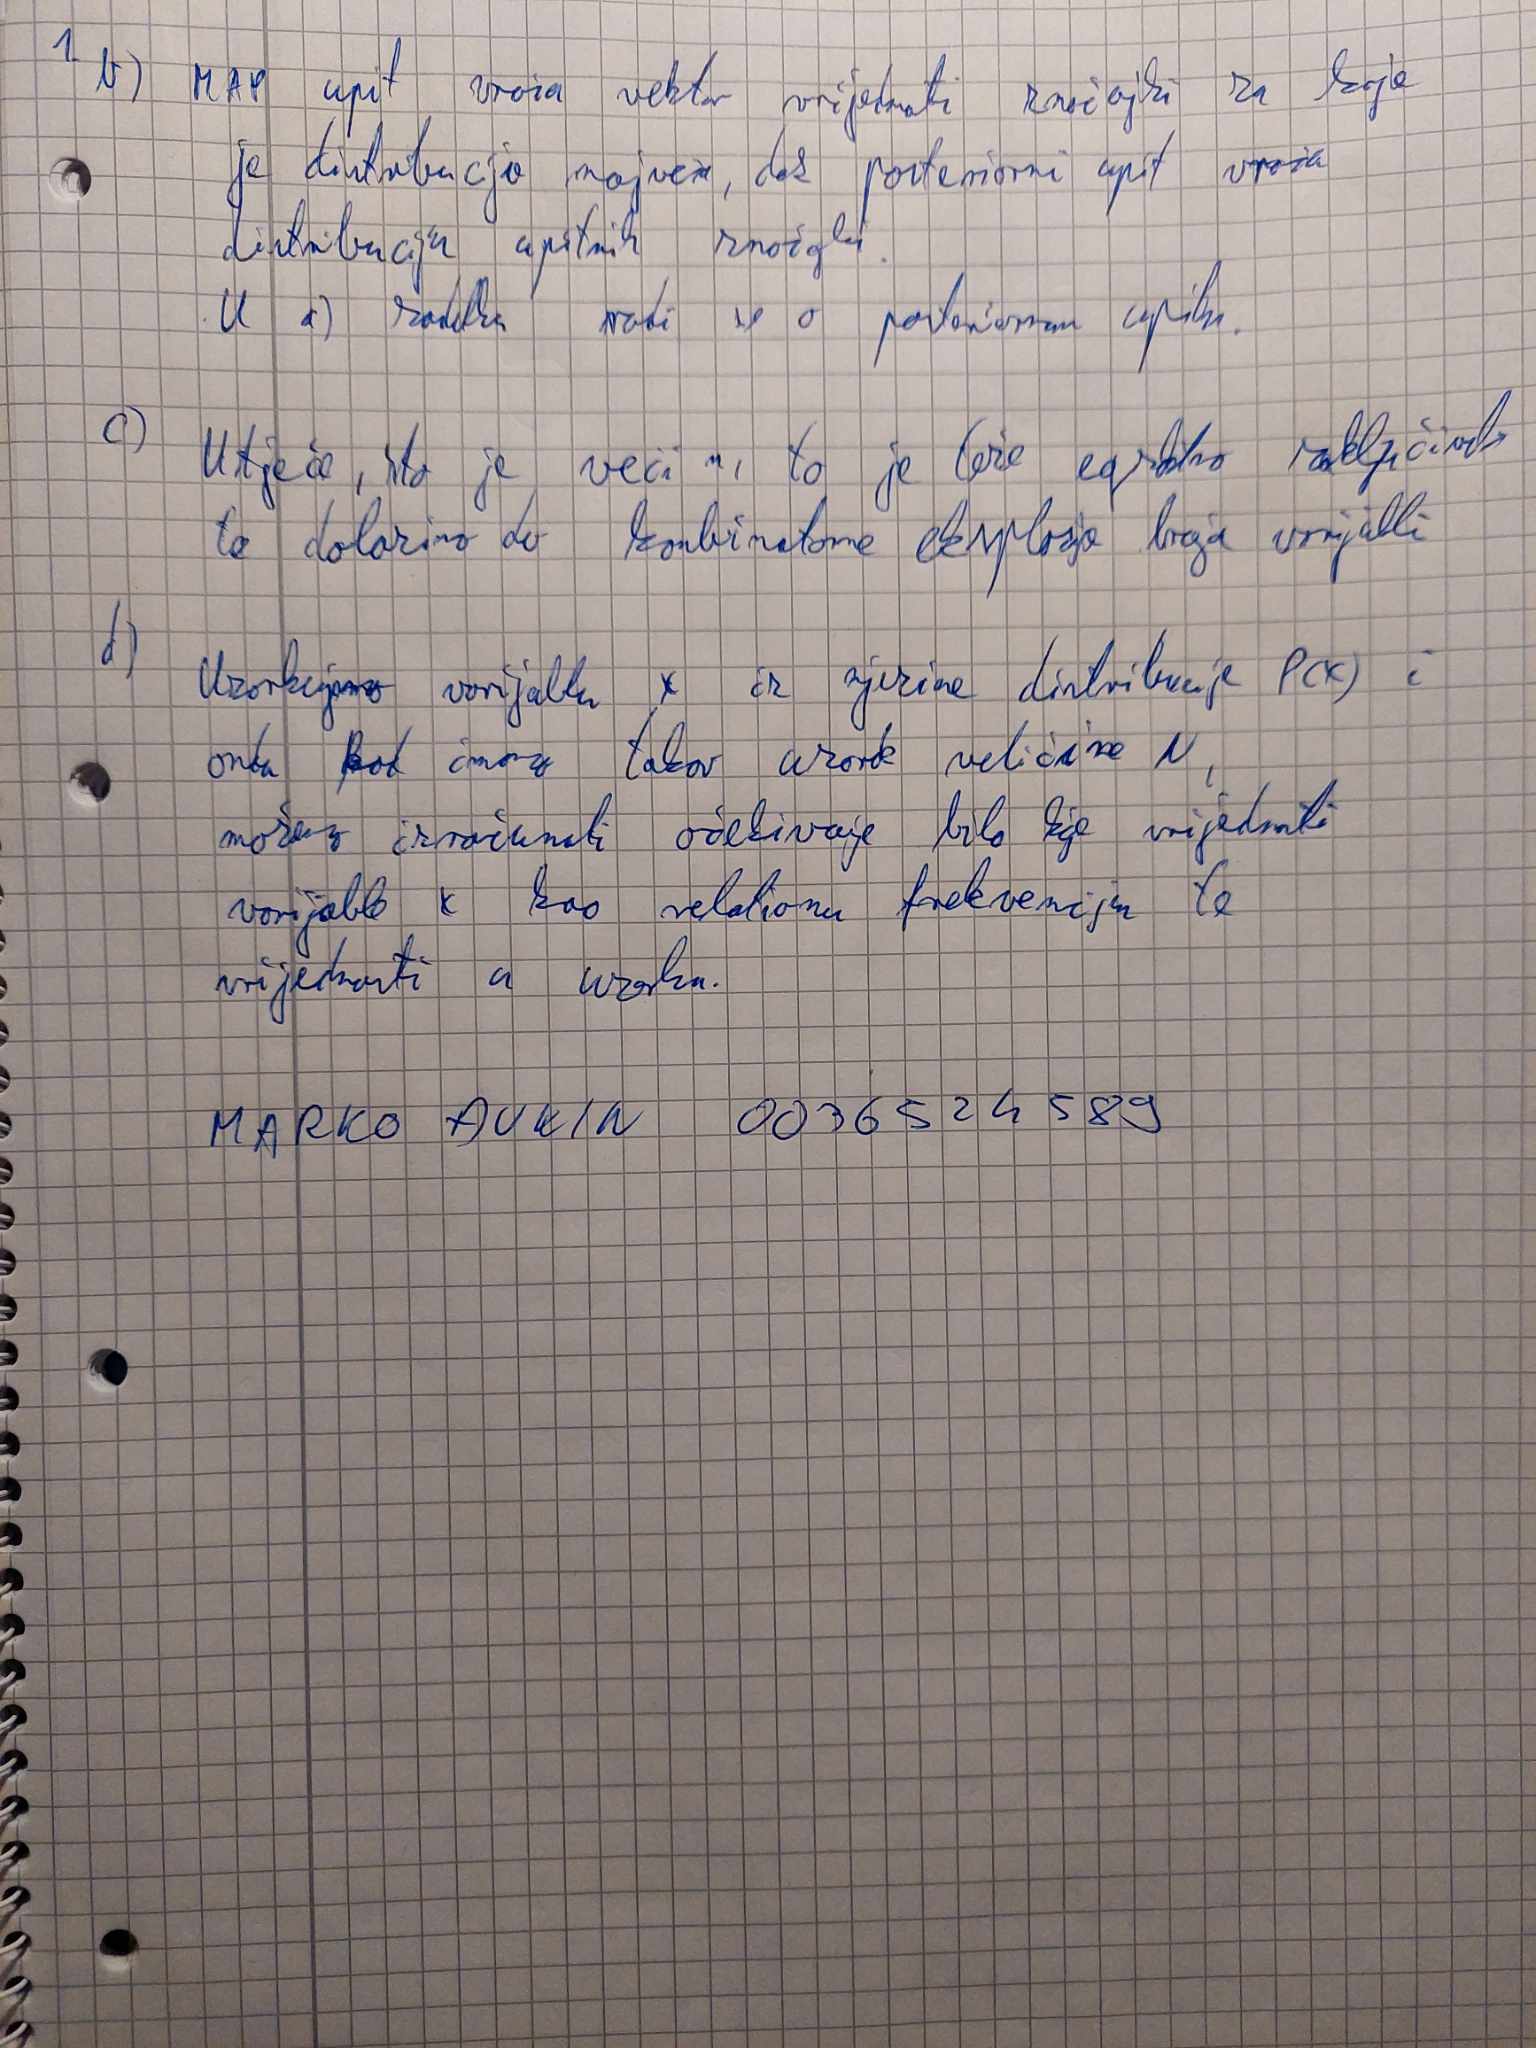 1.
b) MAP upit vraća vektor vrijednosti značajki za koje
je distribucija najveća, dok posteriorni upit vraća
distribuciju upitnih značajki.
U a) zadatku radi se o posteriornom upitu.
c) Utječe, što je veći n, to je teže egzaktno zaključivati
te dolazimo do kombinatorne eksplozije broja varijabli
d) Uzorkujemo varijablu x iz njezine distribucije P(x) i
onda kad imamo takav uzorak veličine N,
možemo izračunati očekivanje bilo koje vrijednosti
varijable x kao relativnu frekvenciju te
vrijednosti u uzorku.
MARKO 0036524589